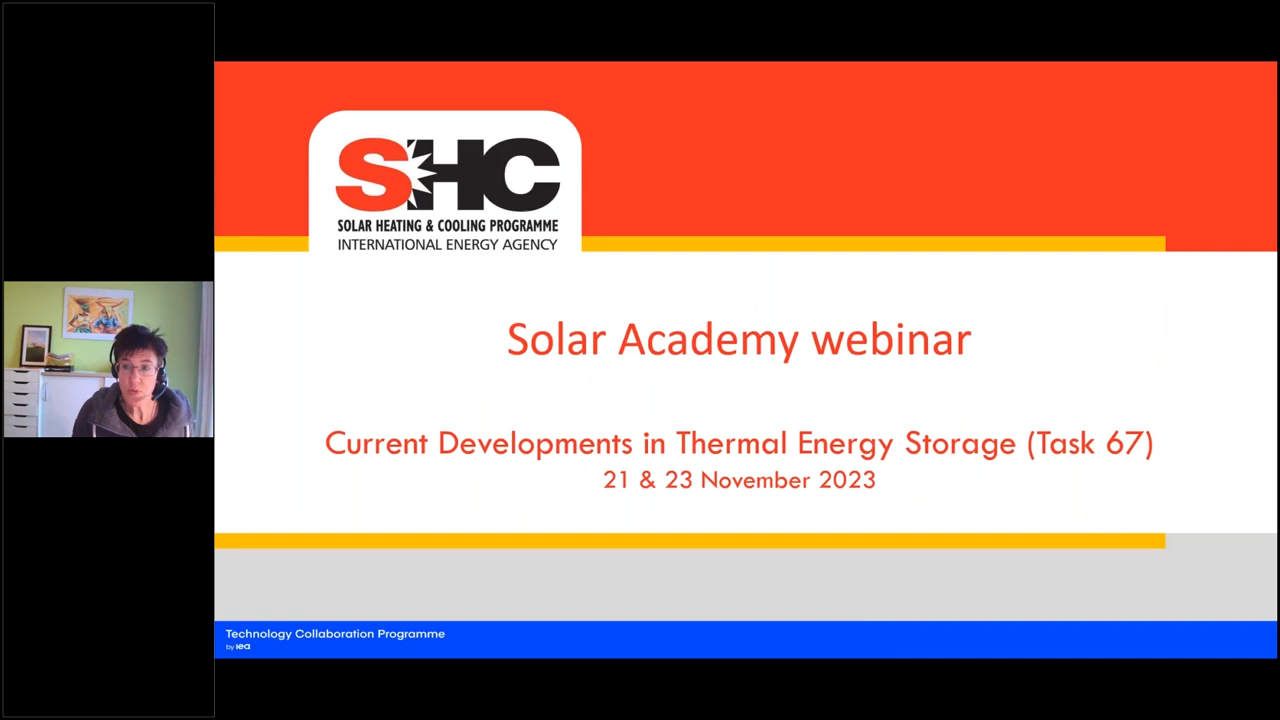 SHC
SOLAR HEATING & COOLING PROGRAMME
INTERNATIONAL ENERGY AGENCY
Solar Academy webinar
Current Developments in Thermal Energy Storage (Task 67)
21 & 23 November 2023
Technology Collaboration Programme
by iea